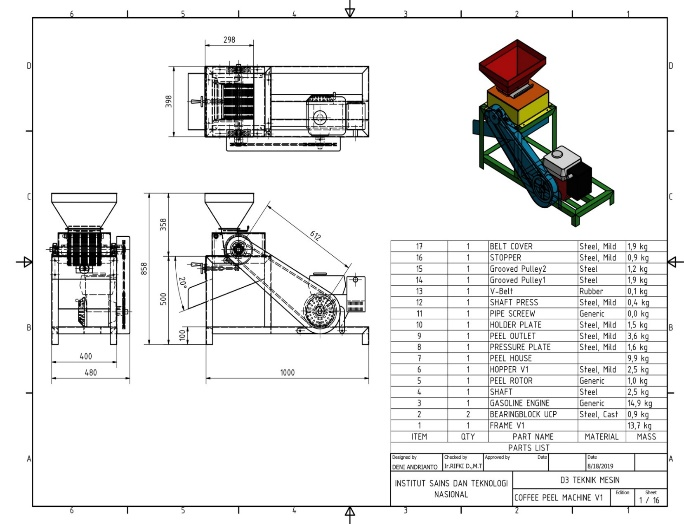 6 5 4 3 2 1
D D
C C
B B
A A
298
398
358
858
500
100
20°
612
400
480
1000
17 1 BELT COVER Steel, Mild 1,9 kg
16 1 STOPPER Steel, Mild 0,9 kg
15 1 Grooved Pulley2 Steel 1,2 kg
14 1 Grooved Pulley1 Steel 1,9 kg
13 1 V-Belt Rubber 0,1 kg
12 1 SHAFT PRESS Steel, Mild 0,4 kg
11 1 PIPE SCREEW Generic 0,0 kg
10 1 HOLDER PLATE Steel, Mild 1,5 kg
9 1 PEEL OUTLET Steel, Mild 3,6 kg
8 1 PRESSURE PLATE Steel, Mild 1,6 kg
7 1 PEEL HOUSE 9,9 kg
6 1 HOPPER V1 Steel, Mild 2,5 kg
5 1 PEEL ROTOR Generic 1,0 kg
4 1 SHAFT Steel 2,5 kg
3 1 GASOLINE ENGINE Generic 14,9 kg
2 2 BEARINGBLOCK UCP Steel, Cast 0,9 kg
1 1 FRAME V1 13,7 kg
ITEM QTY PART NAME MATERIAL MASS
PARTS LIST
Designed by Checked by Approved by Date Date
DENI ANDRIANTO Ir.RIFKI D.,M.T 8/18/2019
INSTITUT SAINS DAN TEKNOLOGI
NASIONAL
D3 TEKNIK MESIN
COFFEE PEEL MACHINE V1
Edition Sheet
1 / 16
6 5 4 3 2 1